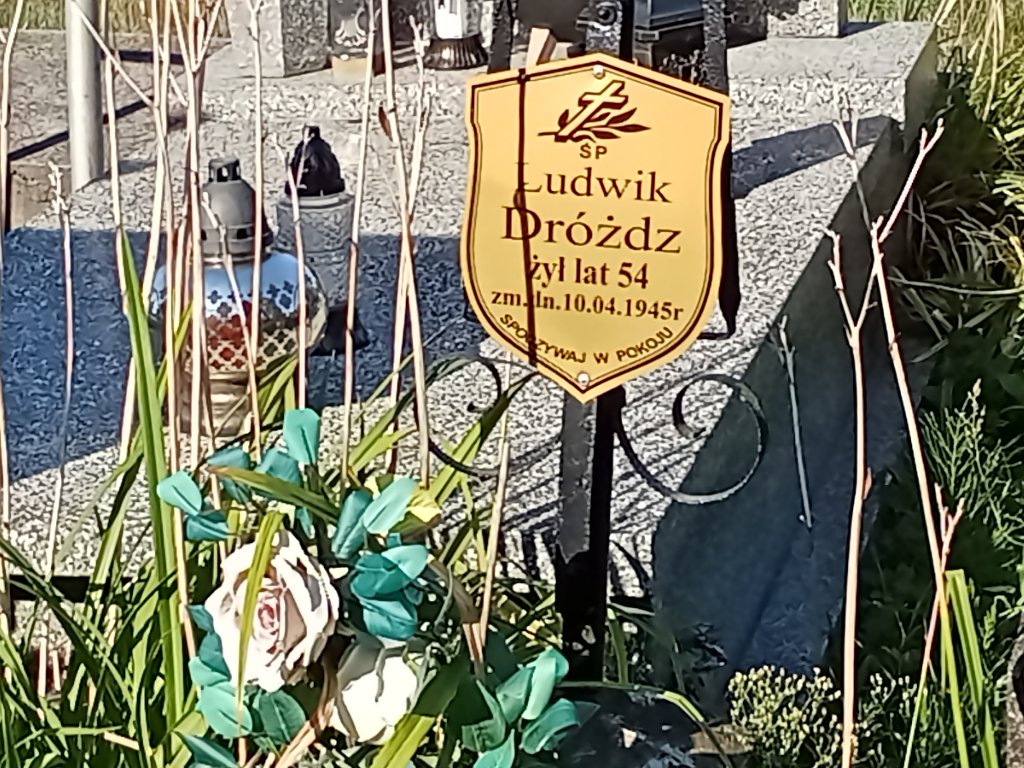 ŚP
Ludwik
Dróżdz
żył lat 54
zm.dn.10.04.1945r
SPOCZYWAJ W POKOJU